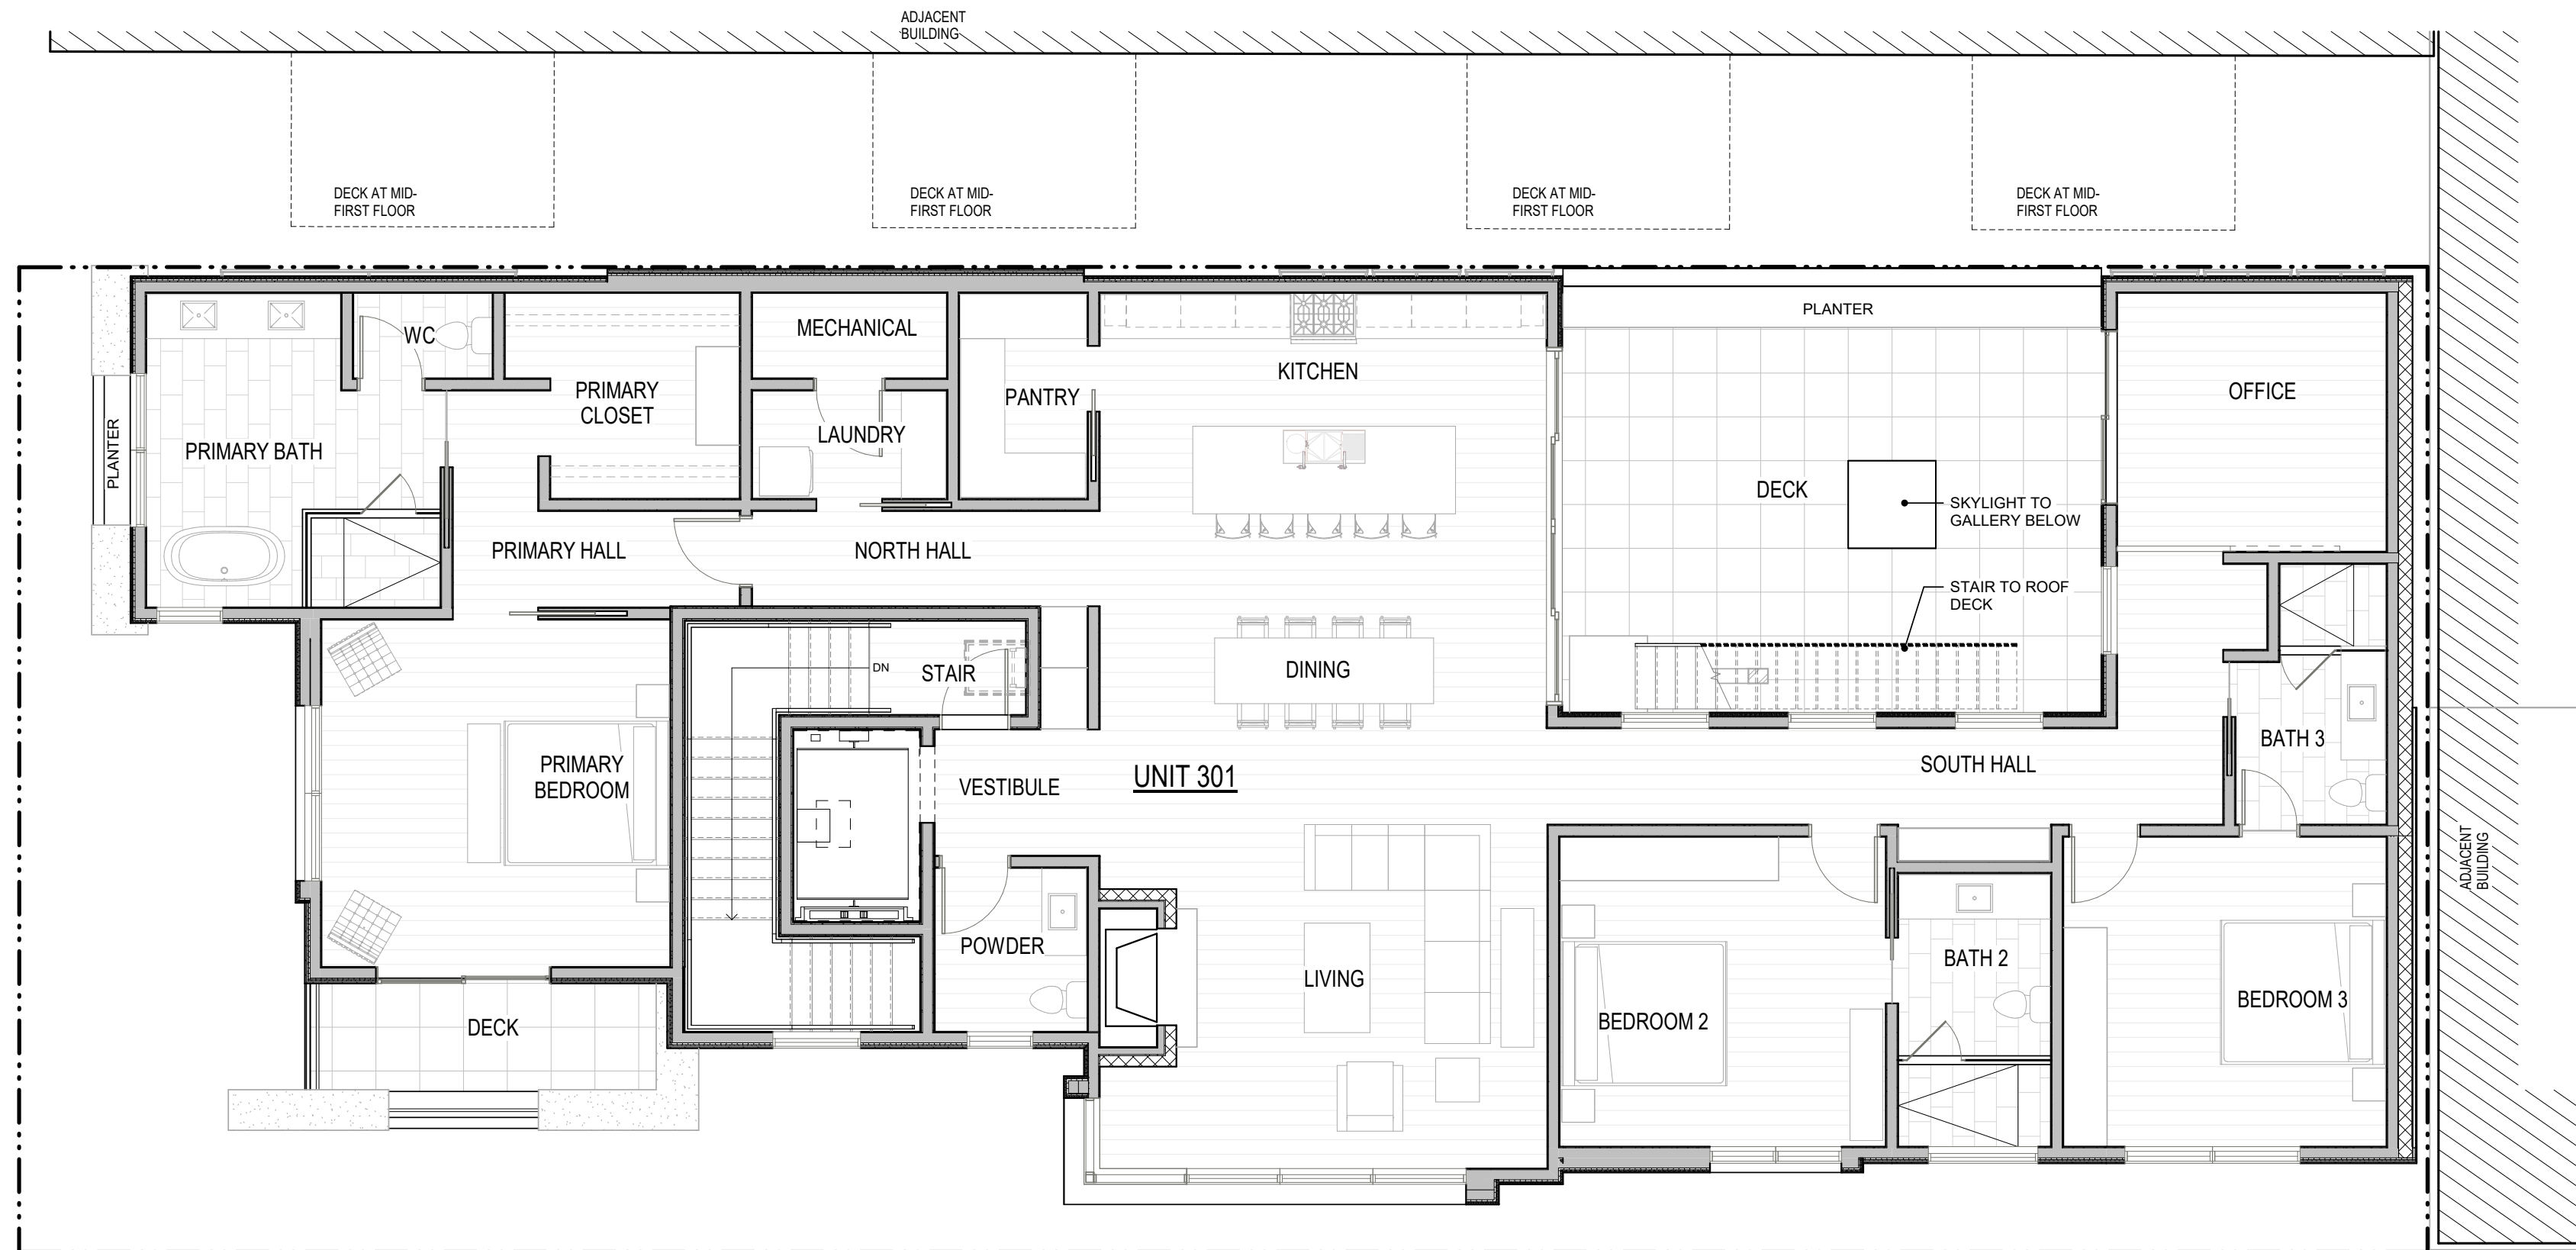 ADJACENT
BUILDING
DECK AT MID-
FIRST FLOOR
DECK AT MID-
FIRST FLOOR
DECK AT MID-
FIRST FLOOR
DECK AT MID-
FIRST FLOOR
WC
PRIMARY
CLOSET
MECHANICAL
PANTRY
KITCHEN
PLANTER
OFFICE
PLANTER
PRIMARY BATH
LAUNDRY
DECK
SKYLIGHT TO
GALLERY BELOW
PRIMARY HALL
NORTH HALL
STAIR TO ROOF
DECK
DN
STAIR
DINING
PRIMARY
BEDROOM
VESTIBULE
UNIT 301
SOUTH HALL
BATH 3
ADJACENT
BUILDING
POWDER
LIVING
BATH 2
BEDROOM 2
BEDROOM 3
DECK